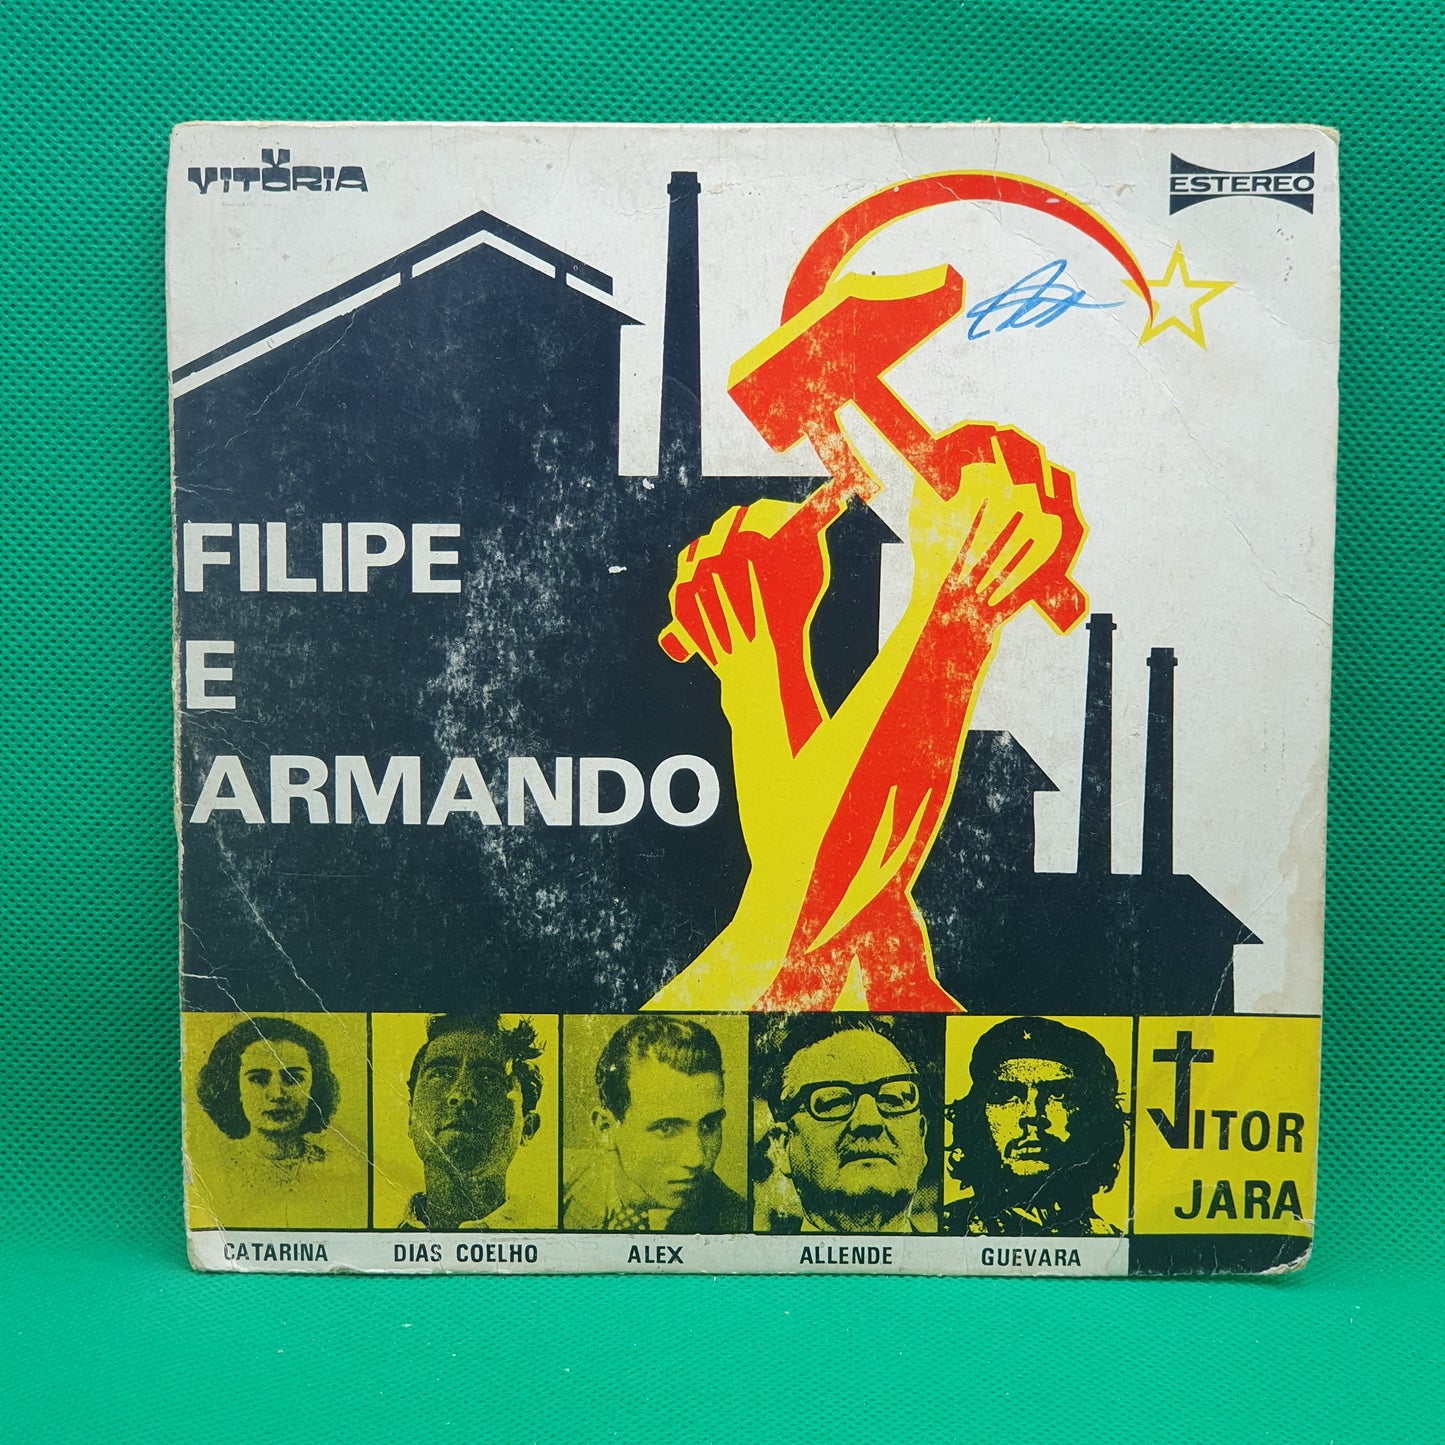 VITÓRIA
ESTEREO
FILIPE
E
ARMANDO
VITOR
JARA
CATARINA
DIAS COELHO
ALEX
ALLENDE
GUEVARA